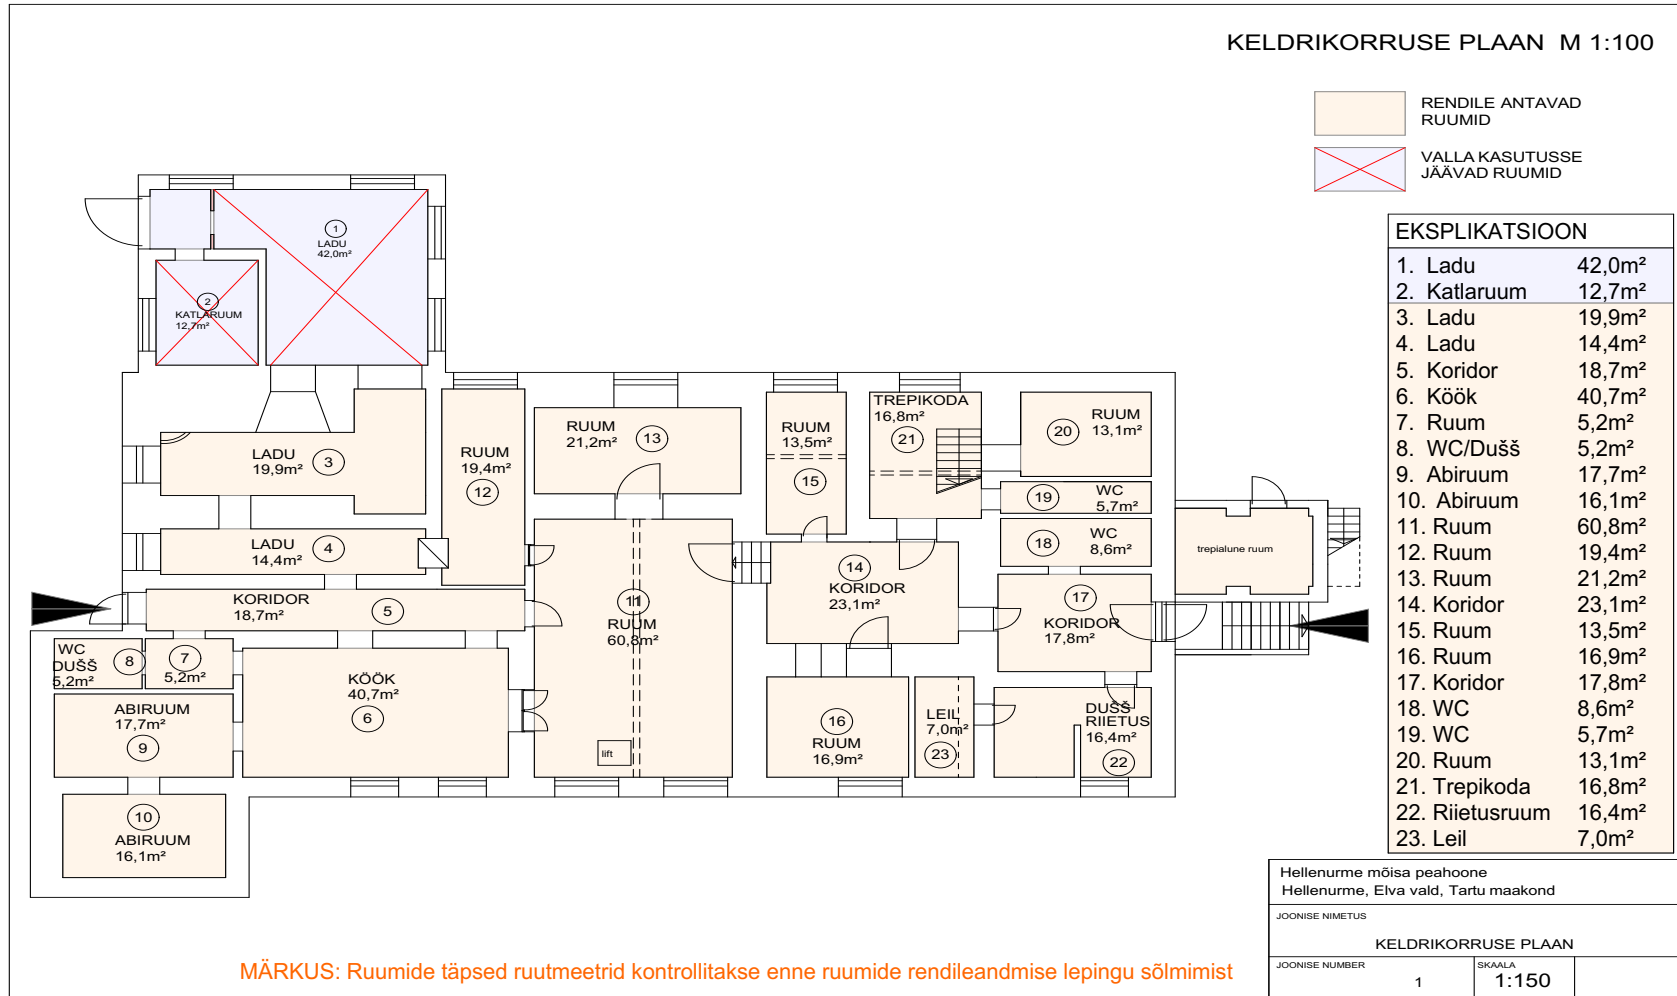 KELDRIKORRUSE PLAAN M 1:100
RENDILE ANTAVAD
RUUMID
VALLA KASUTUSSE
JÄÄVAD RUUMID
1
LADU
42,0m²
2
KATLARUUM
12,7m²
LADU
19,9m²
3
LADU
14,4m²
4
KORIDOR
18,7m²
5
KÖÖK
40,7m²
6
7
5,2m²
WC
DUŠŠ
5,2m²
8
ABIRUUM
17,7m²
9
10
ABIRUUM
16,1m²
11
RUUM
60,8m²
lift
RUUM
19,4m²
12
RUUM
21,2m²
13
14
KORIDOR
23,1m²
RUUM
13,5m²
15
16
RUUM
16,9m²
17
KORIDOR
17,8m²
18
WC
8,6m²
19
WC
5,7m²
20
RUUM
13,1m²
TREPIKODA
16,8m²
21
DUŠŠ
RIIETUS
16,4m²
22
LEIL
7,0m²
23
trepialune ruum
EKSPLIKATSIOON
1. Ladu 42,0m²
2. Katlaruum 12,7m²
3. Ladu 19,9m²
4. Ladu 14,4m²
5. Koridor 18,7m²
6. Köök 40,7m²
7. Ruum 5,2m²
8. WC/Dušš 5,2m²
9. Abiruum 17,7m²
10. Abiruum 16,1m²
11. Ruum 60,8m²
12. Ruum 19,4m²
13. Ruum 21,2m²
14. Koridor 23,1m²
15. Ruum 13,5m²
16. Ruum 16,9m²
17. Koridor 17,8m²
18. WC 8,6m²
19. WC 5,7m²
20. Ruum 13,1m²
21. Trepikoda 16,8m²
22. Riietusruum 16,4m²
23. Leil 7,0m²
Hellenurme mõisa peahoone
Hellenurme, Elva vald, Tartu maakond
JOONISE NIMETUS
KELDRIKORRUSE PLAAN
JOONISE NUMBER
1
SKAALA
1:150
MÄRKUS: Ruumide täpsed ruutmeetrid kontrollitakse enne ruumide rendileandmise lepingu sõlmimist